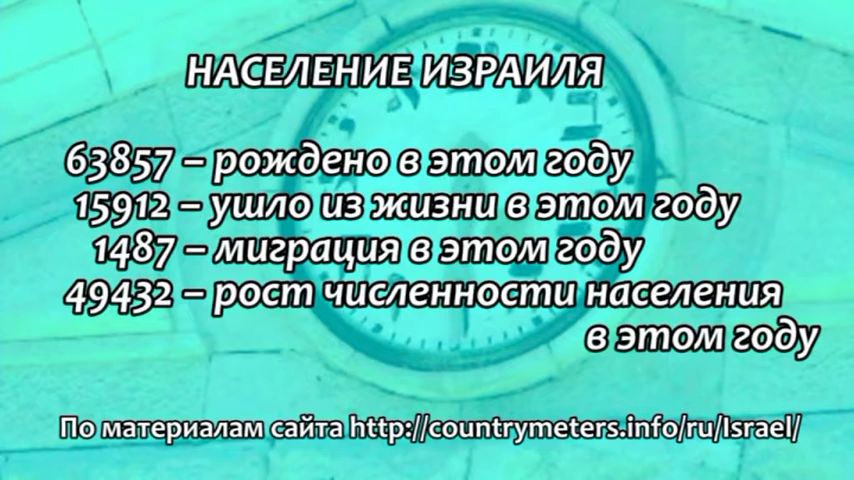 НАСЕЛЕНИЕ ИЗРАИЛЯ
63857 – рождено в этом году
15912 – ушло из жизни в этом году
1487 – миграция в этом году
49432 – рост численности населения
в этом году
По материалам сайта http://countrymeters.info/ru/Israel/